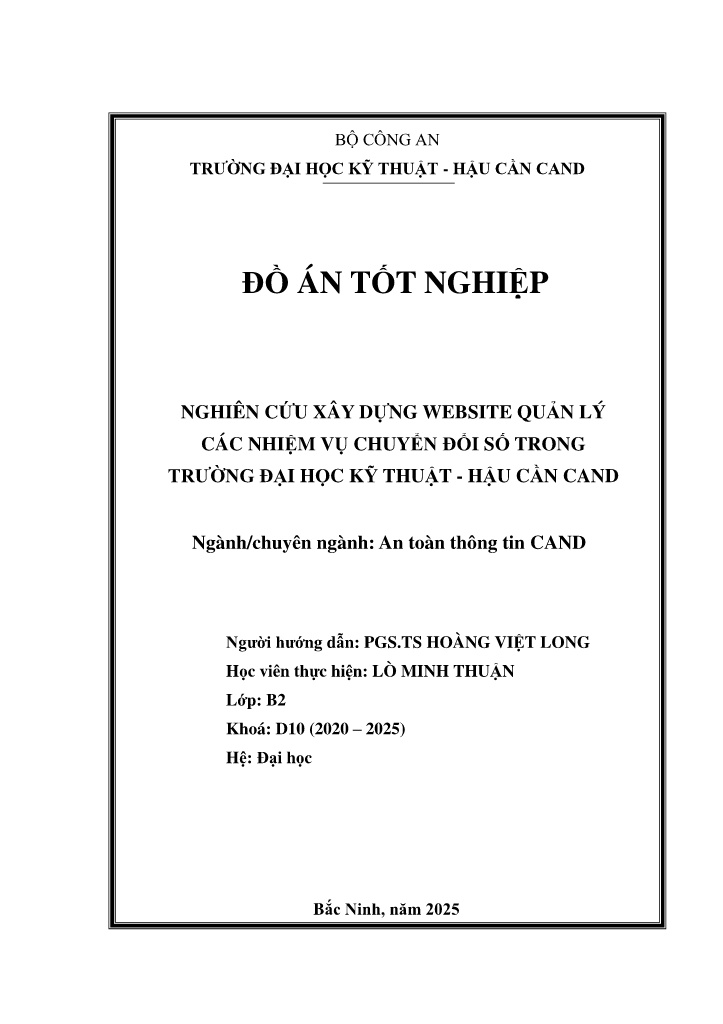 BỘ CÔNG AN
TRƯỜNG ĐẠI HỌC KỸ THUẬT - HẬU CẦN CAND
ĐỒ ÁN TỐT NGHIỆP
NGHIÊN CỨU XÂY DỰNG WEBSITE QUẢN LÝ
CÁC NHIỆM VỤ CHUYỂN ĐỔI SỐ TRONG
TRƯỜNG ĐẠI HỌC KỸ THUẬT - HẬU CẦN CAND
Ngành/chuyên ngành: An toàn thông tin CAND
Người hướng dẫn: PGS.TS HOÀNG VIỆT LONG
Học viên thực hiện: LÒ MINH THUẬN
Lớp: B2
Khoá: D10 (2020 – 2025)
Hệ: Đại học
Bắc Ninh, năm 2025